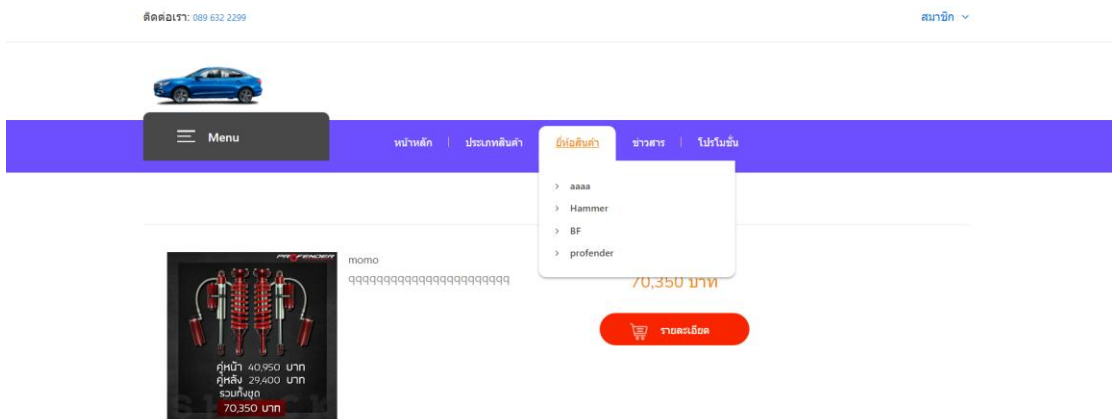 ติดต่อเรา: 089 632 2299
สมาชิก
Menu
หน้าหลัก
ประเภทสินค้า
ยี่ห้อสินค้า
ข่าวสาร
โปรโมชั่น
aaaa
Hammer
BF
profender
PROFENDER
คู่หน้า 40,950 บาท
คู่หลัง 29,400 บาท
รวมทั้งชุด
70,350 บาท
momo
qqqqqqqqqqqqqqqqqqqqqqq
70,350 บาท
รายละเอียด